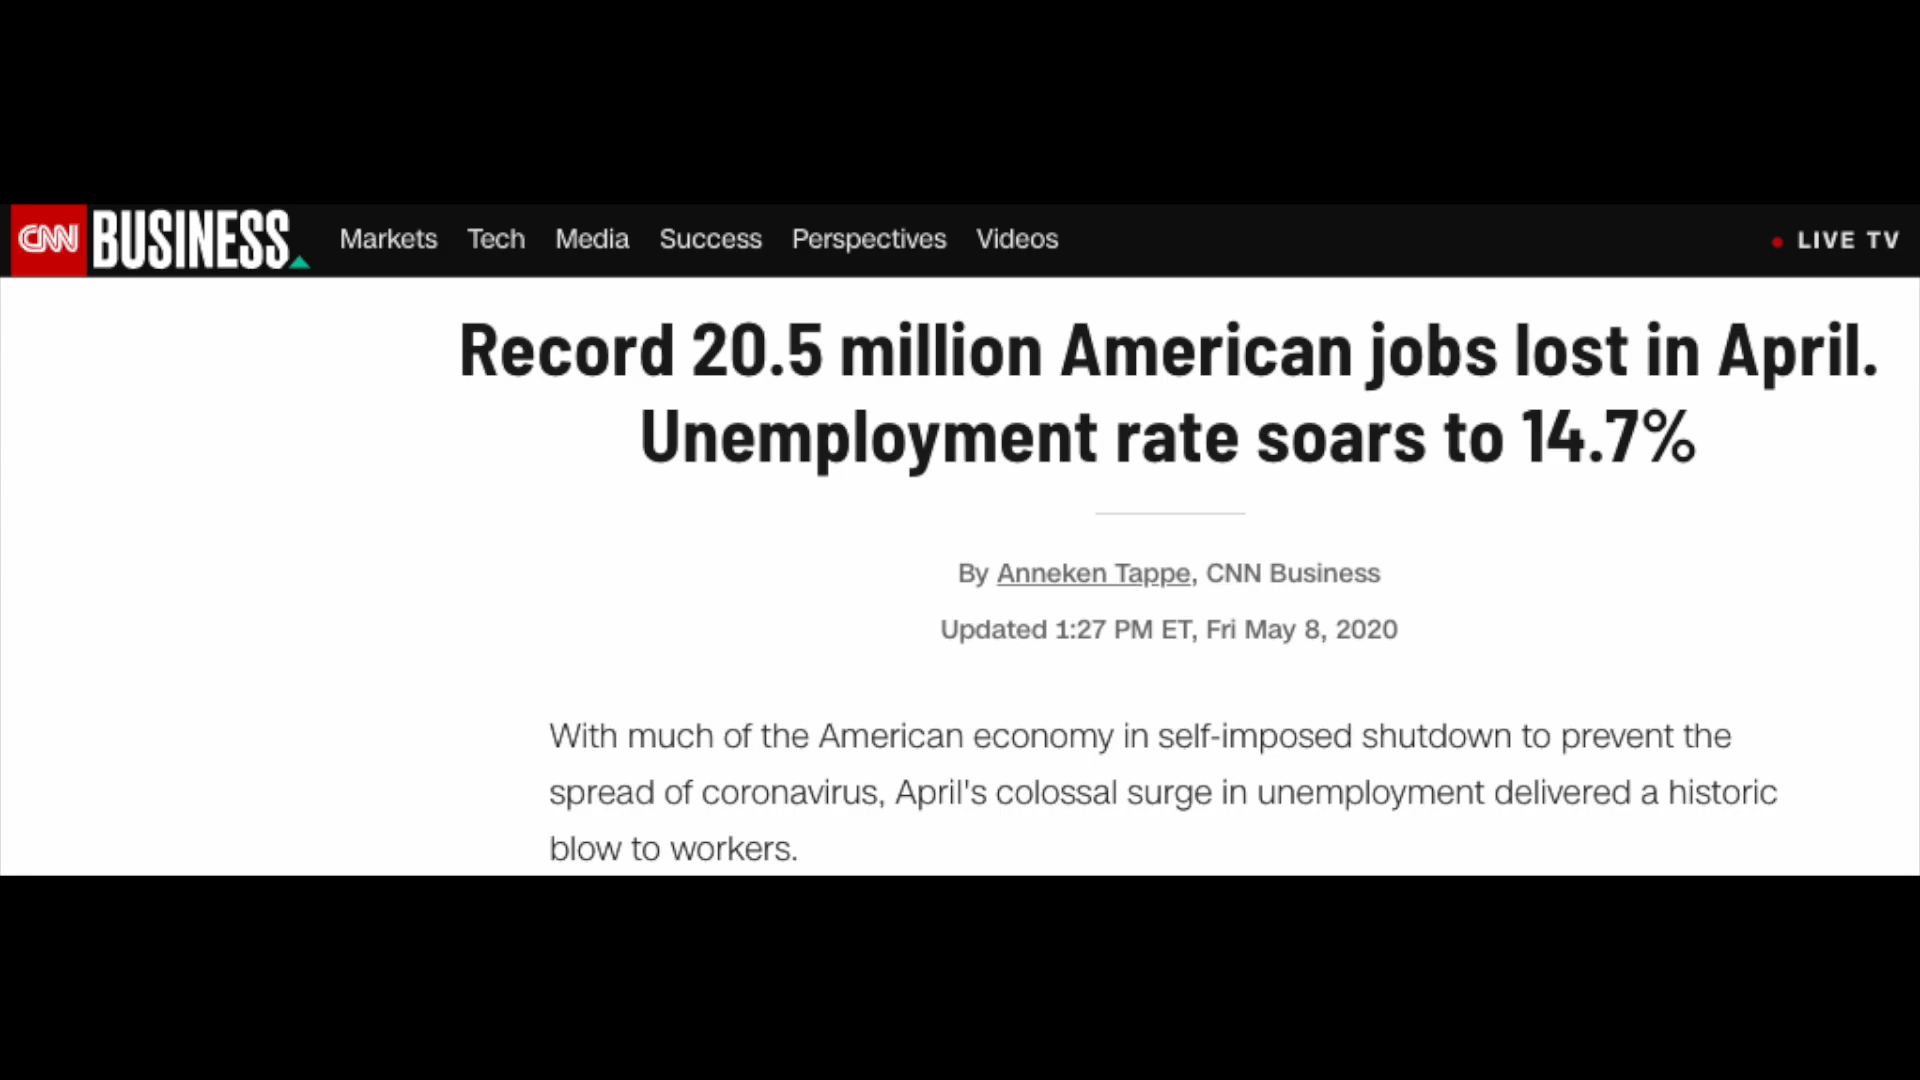 CNN BUSINESS Markets Tech Media Success Perspectives Videos LIVE TV
Record 20.5 million American jobs lost in April.
Unemployment rate soars to 14.7%
By Anneken Tappe, CNN Business
Updated 1:27 PM ET, Fri May 8, 2020
With much of the American economy in self-imposed shutdown to prevent the
spread of coronavirus, April's colossal surge in unemployment delivered a historic
blow to workers.